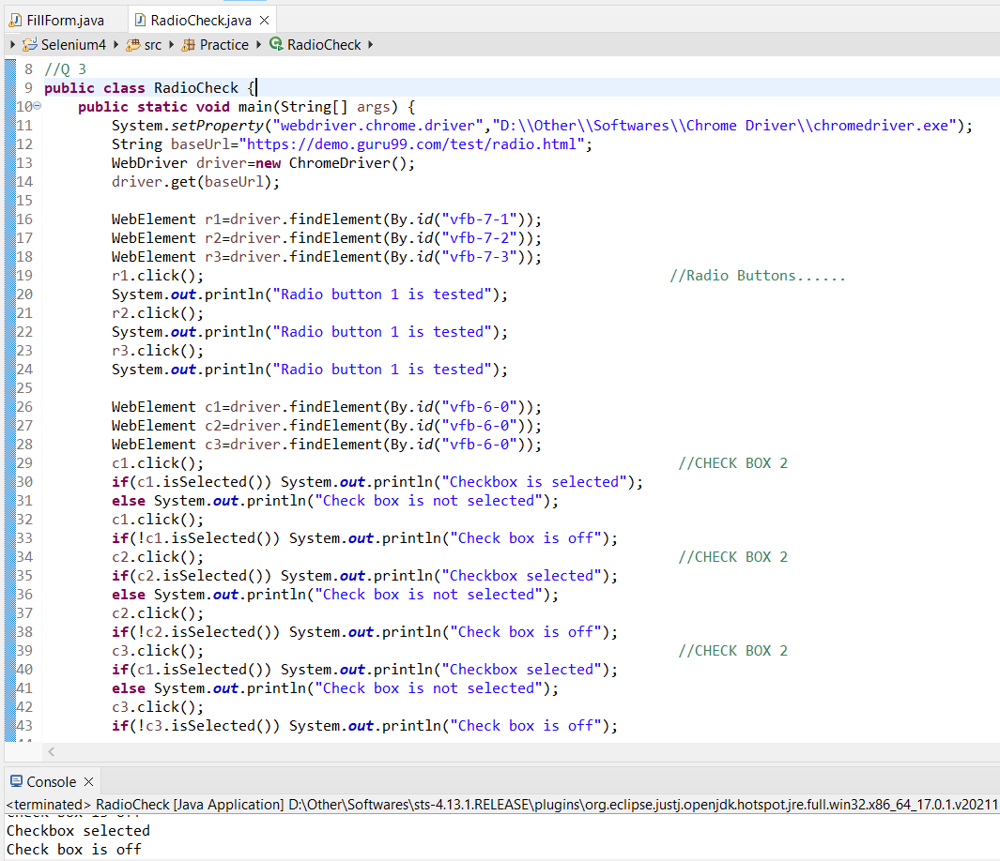 FillForm.java RadioCheck.java
Selenium4 src Practice RadioCheck
8 //Q 3
9 public class RadioCheck {
10 public static void main(String[] args) {
11 System.setProperty("webdriver.chrome.driver","D:\\Other\\Softwares\\Chrome Driver\\chromedriver.exe");
12 String baseUrl="https://demo.guru99.com/test/radio.html";
13 WebDriver driver=new ChromeDriver();
14 driver.get(baseUrl);
15
16 WebElement r1=driver.findElement(By.id("vfb-7-1"));
17 WebElement r2=driver.findElement(By.id("vfb-7-2"));
18 WebElement r3=driver.findElement(By.id("vfb-7-3"));
19 r1.click(); //Radio Buttons......
20 System.out.println("Radio button 1 is tested");
21 r2.click();
22 System.out.println("Radio button 1 is tested");
23 r3.click();
24 System.out.println("Radio button 1 is tested");
25
26 WebElement c1=driver.findElement(By.id("vfb-6-0"));
27 WebElement c2=driver.findElement(By.id("vfb-6-0"));
28 WebElement c3=driver.findElement(By.id("vfb-6-0"));
29 c1.click(); //CHECK BOX 2
30 if(c1.isSelected()) System.out.println("Checkbox is selected");
31 else System.out.println("Check box is not selected");
32 c1.click();
33 if(!c1.isSelected()) System.out.println("Check box is off");
34 c2.click(); //CHECK BOX 2
35 if(c2.isSelected()) System.out.println("Checkbox selected");
36 else System.out.println("Check box is not selected");
37 c2.click();
38 if(!c2.isSelected()) System.out.println("Check box is off");
39 c3.click(); //CHECK BOX 2
40 if(c1.isSelected()) System.out.println("Checkbox selected");
41 else System.out.println("Check box is not selected");
42 c3.click();
43 if(!c3.isSelected()) System.out.println("Check box is off");
Console
<terminated> RadioCheck [Java Application] D:\Other\Softwares\sts-4.13.1.RELEASE\plugins\org.eclipse.justj.openjdk.hotspot.jre.full.win32.x86_64_17.0.1.v20211
Check box is off
Checkbox selected
Check box is off